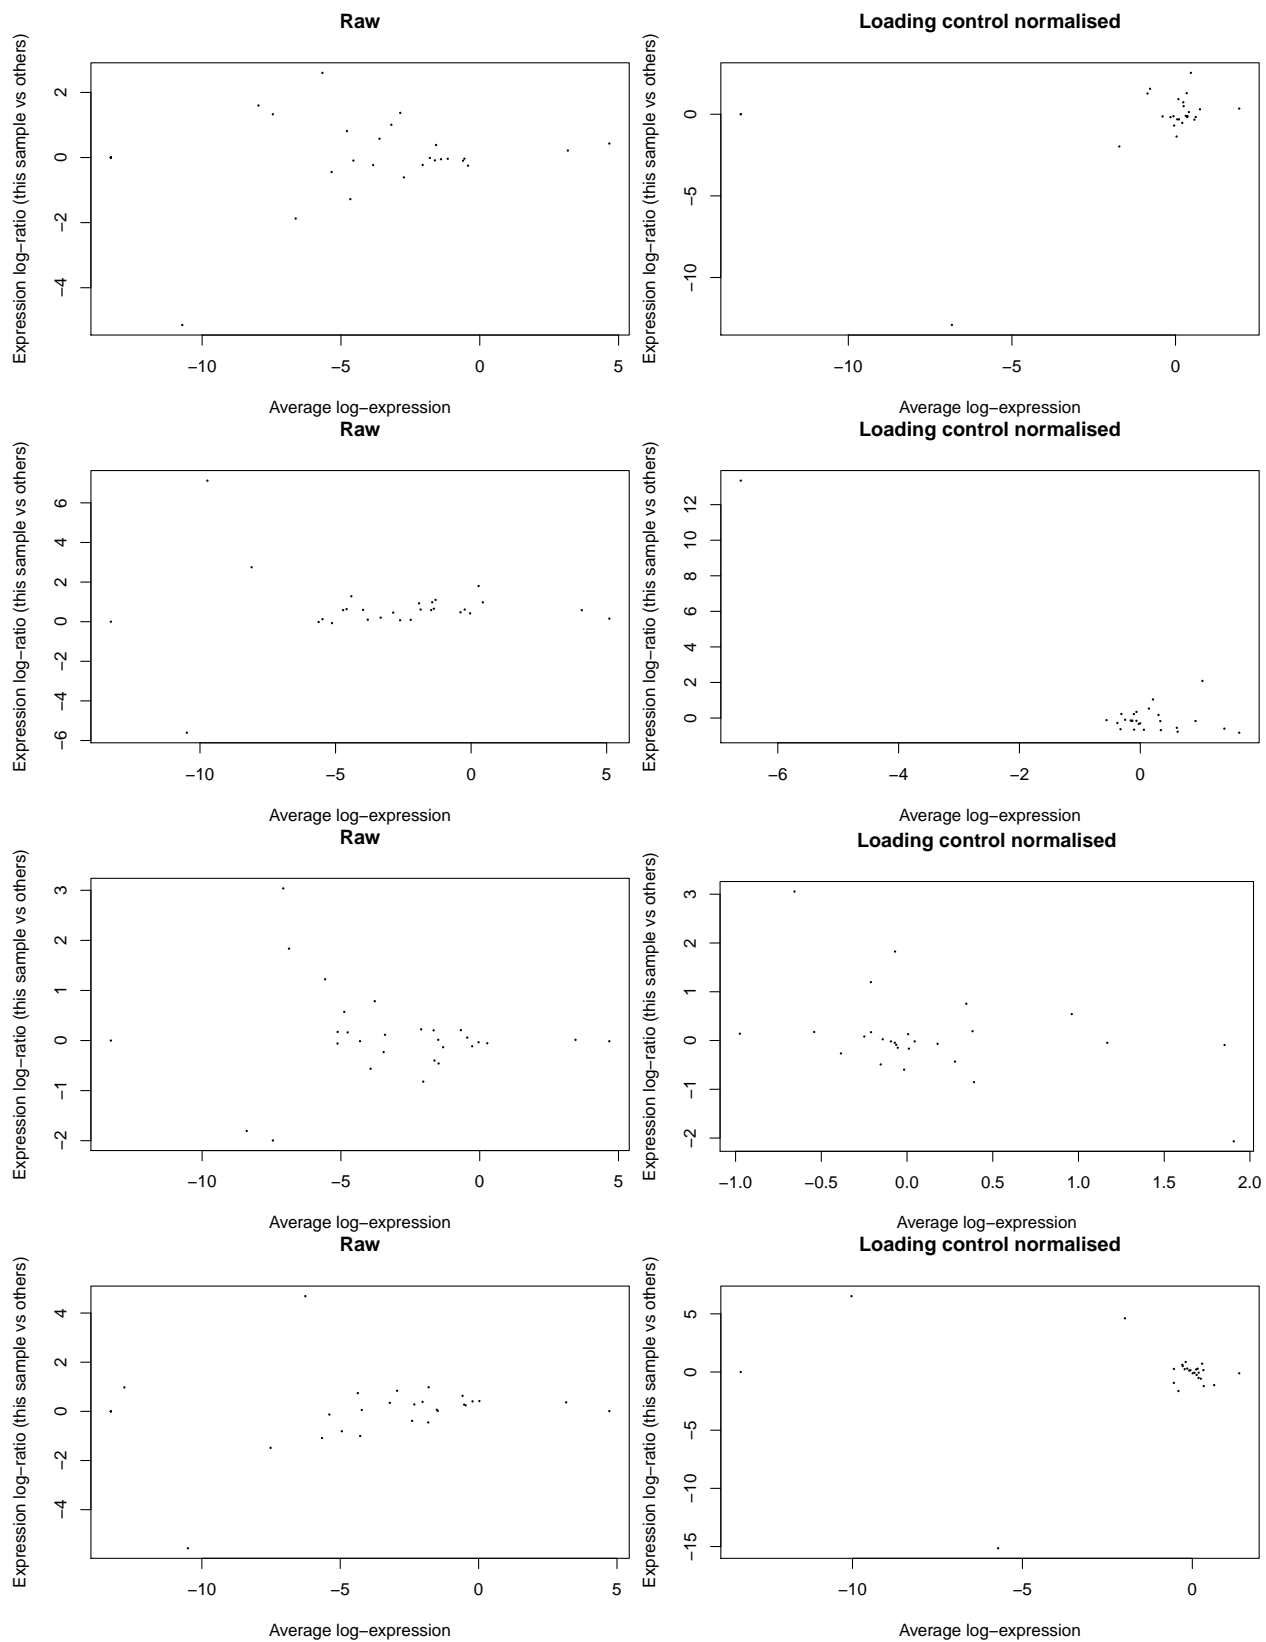 Raw
Expression log−ratio (this sample vs others)
2
0
−2
−4
−10 −5 0 5
Average log−expression
Loading control normalised
Expression log−ratio (this sample vs others)
0
−5
−10
−10 −5 0
Average log−expression
Raw
Expression log−ratio (this sample vs others)
6
4
2
0
−2
−4
−6
−10 −5 0 5
Average log−expression
Loading control normalised
Expression log−ratio (this sample vs others)
12
10
8
6
4
2
0
−6 −4 −2 0
Average log−expression
Raw
Expression log−ratio (this sample vs others)
3
2
1
0
−1
−2
−10 −5 0 5
Average log−expression
Loading control normalised
Expression log−ratio (this sample vs others)
3
2
1
0
−1
−2
−1.0 −0.5 0.0 0.5 1.0 1.5 2.0
Average log−expression
Raw
Expression log−ratio (this sample vs others)
4
2
0
−2
−4
−10 −5 0 5
Average log−expression
Loading control normalised
Expression log−ratio (this sample vs others)
5
0
−5
−10
−15
−10 −5 0
Average log−expression